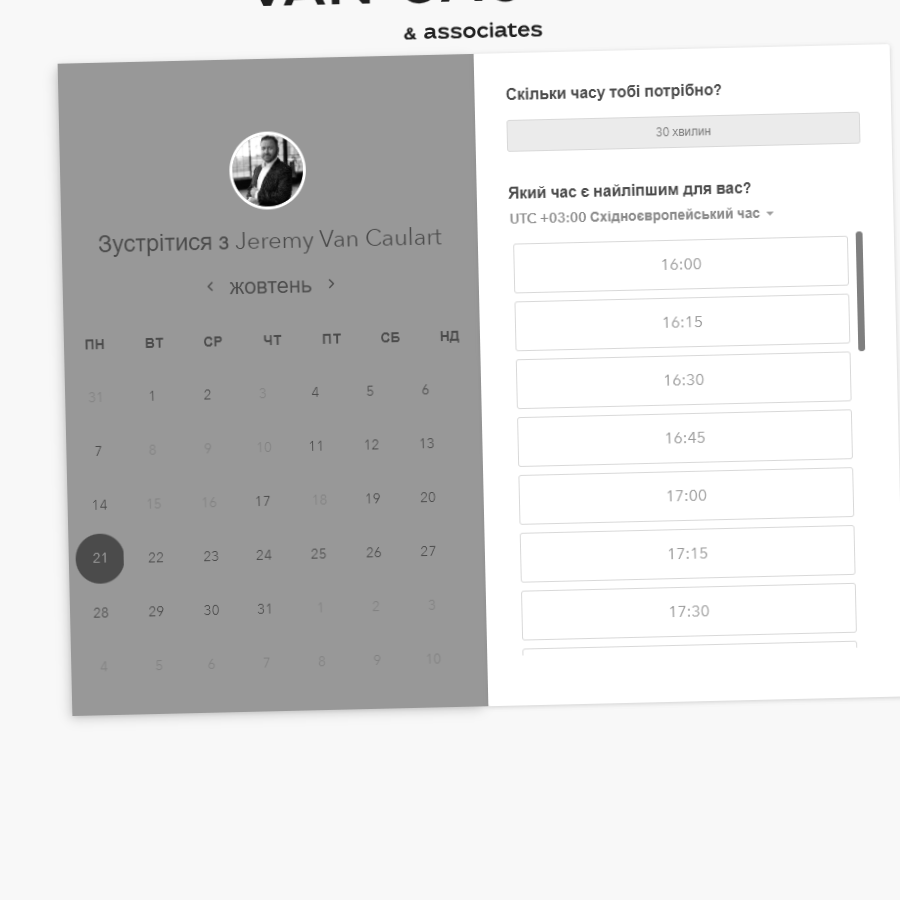 & associates
Зустрітися з Jeremy Van Caulart
‹ жовтень ›
ПН ВТ СР ЧТ ПТ СБ НД
31 1 2 3 4 5 6
7 8 9 10 11 12 13
14 15 16 17 18 19 20
21 22 23 24 25 26 27
28 29 30 31 1 2 3
4 5 6 7 8 9 10
Скільки часу тобі потрібно?
30 хвилин
Який час є найліпшим для вас?
UTC +03:00 Східноєвропейський час
16:00
16:15
16:30
16:45
17:00
17:15
17:30